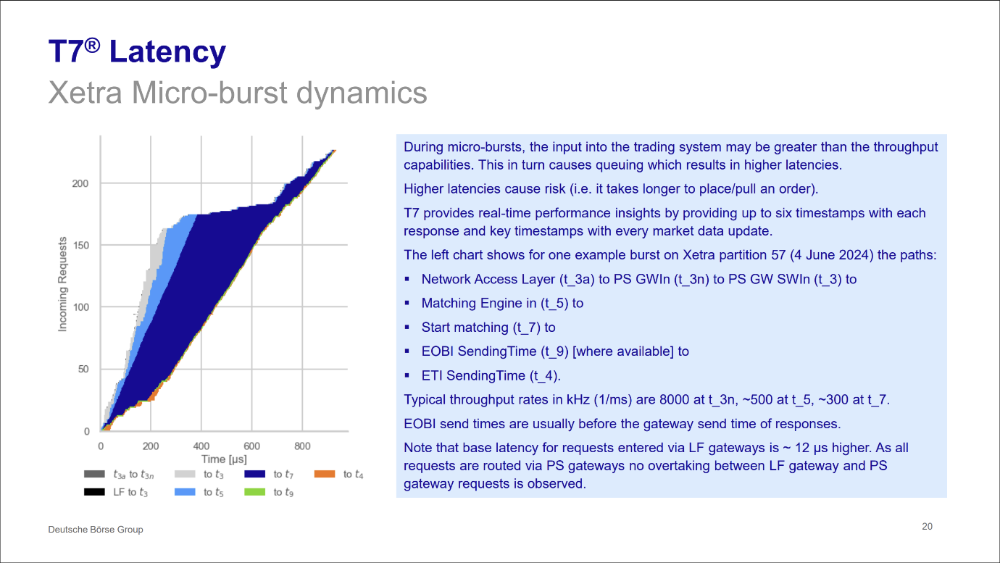 T7® Latency
Xetra Micro-burst dynamics
200
150
100
50
0
Incoming Requests
0 200 400 600 800
Time [µs]
t3a to t3n to t3 to t7 to t4
LF to t3 to t5 to t9
During micro-bursts, the input into the trading system may be greater than the throughput
capabilities. This in turn causes queuing which results in higher latencies.
Higher latencies cause risk (i.e. it takes longer to place/pull an order).
T7 provides real-time performance insights by providing up to six timestamps with each
response and key timestamps with every market data update.
The left chart shows for one example burst on Xetra partition 57 (4 June 2024) the paths:
▪ Network Access Layer (t_3a) to PS GWIn (t_3n) to PS GW SWIn (t_3) to
▪ Matching Engine in (t_5) to
▪ Start matching (t_7) to
▪ EOBI SendingTime (t_9) [where available] to
▪ ETI SendingTime (t_4).
Typical throughput rates in kHz (1/ms) are 8000 at t_3n, ~500 at t_5, ~300 at t_7.
EOBI send times are usually before the gateway send time of responses.
Note that base latency for requests entered via LF gateways is ~ 12 µs higher. As all
requests are routed via PS gateways no overtaking between LF gateway and PS
gateway requests is observed.
Deutsche Börse Group
20